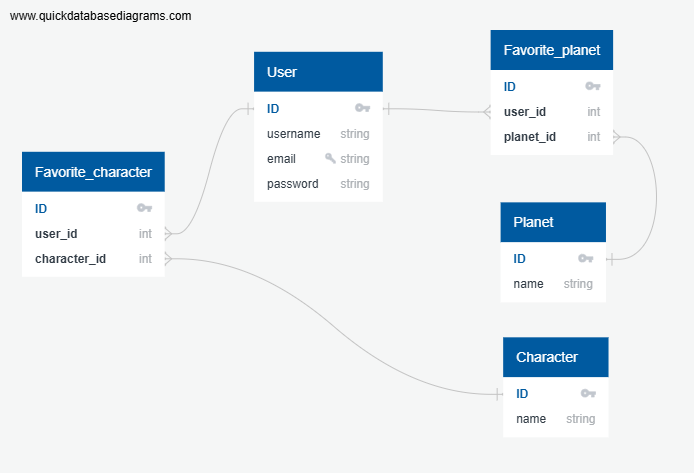 www.quickdatabasediagrams.com
User
ID
username string
email string
password string
Favorite_planet
ID
user_id int
planet_id int
Favorite_character
ID
user_id int
character_id int
Planet
ID
name string
Character
ID
name string